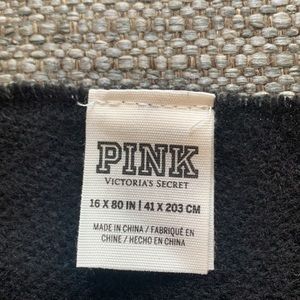 PINK
VICTORIA'S SECRET
16 X 80 IN | 41 X 203 CM
MADE IN CHINA / FABRIQUÉ EN
CHINE / HECHO EN CHINA